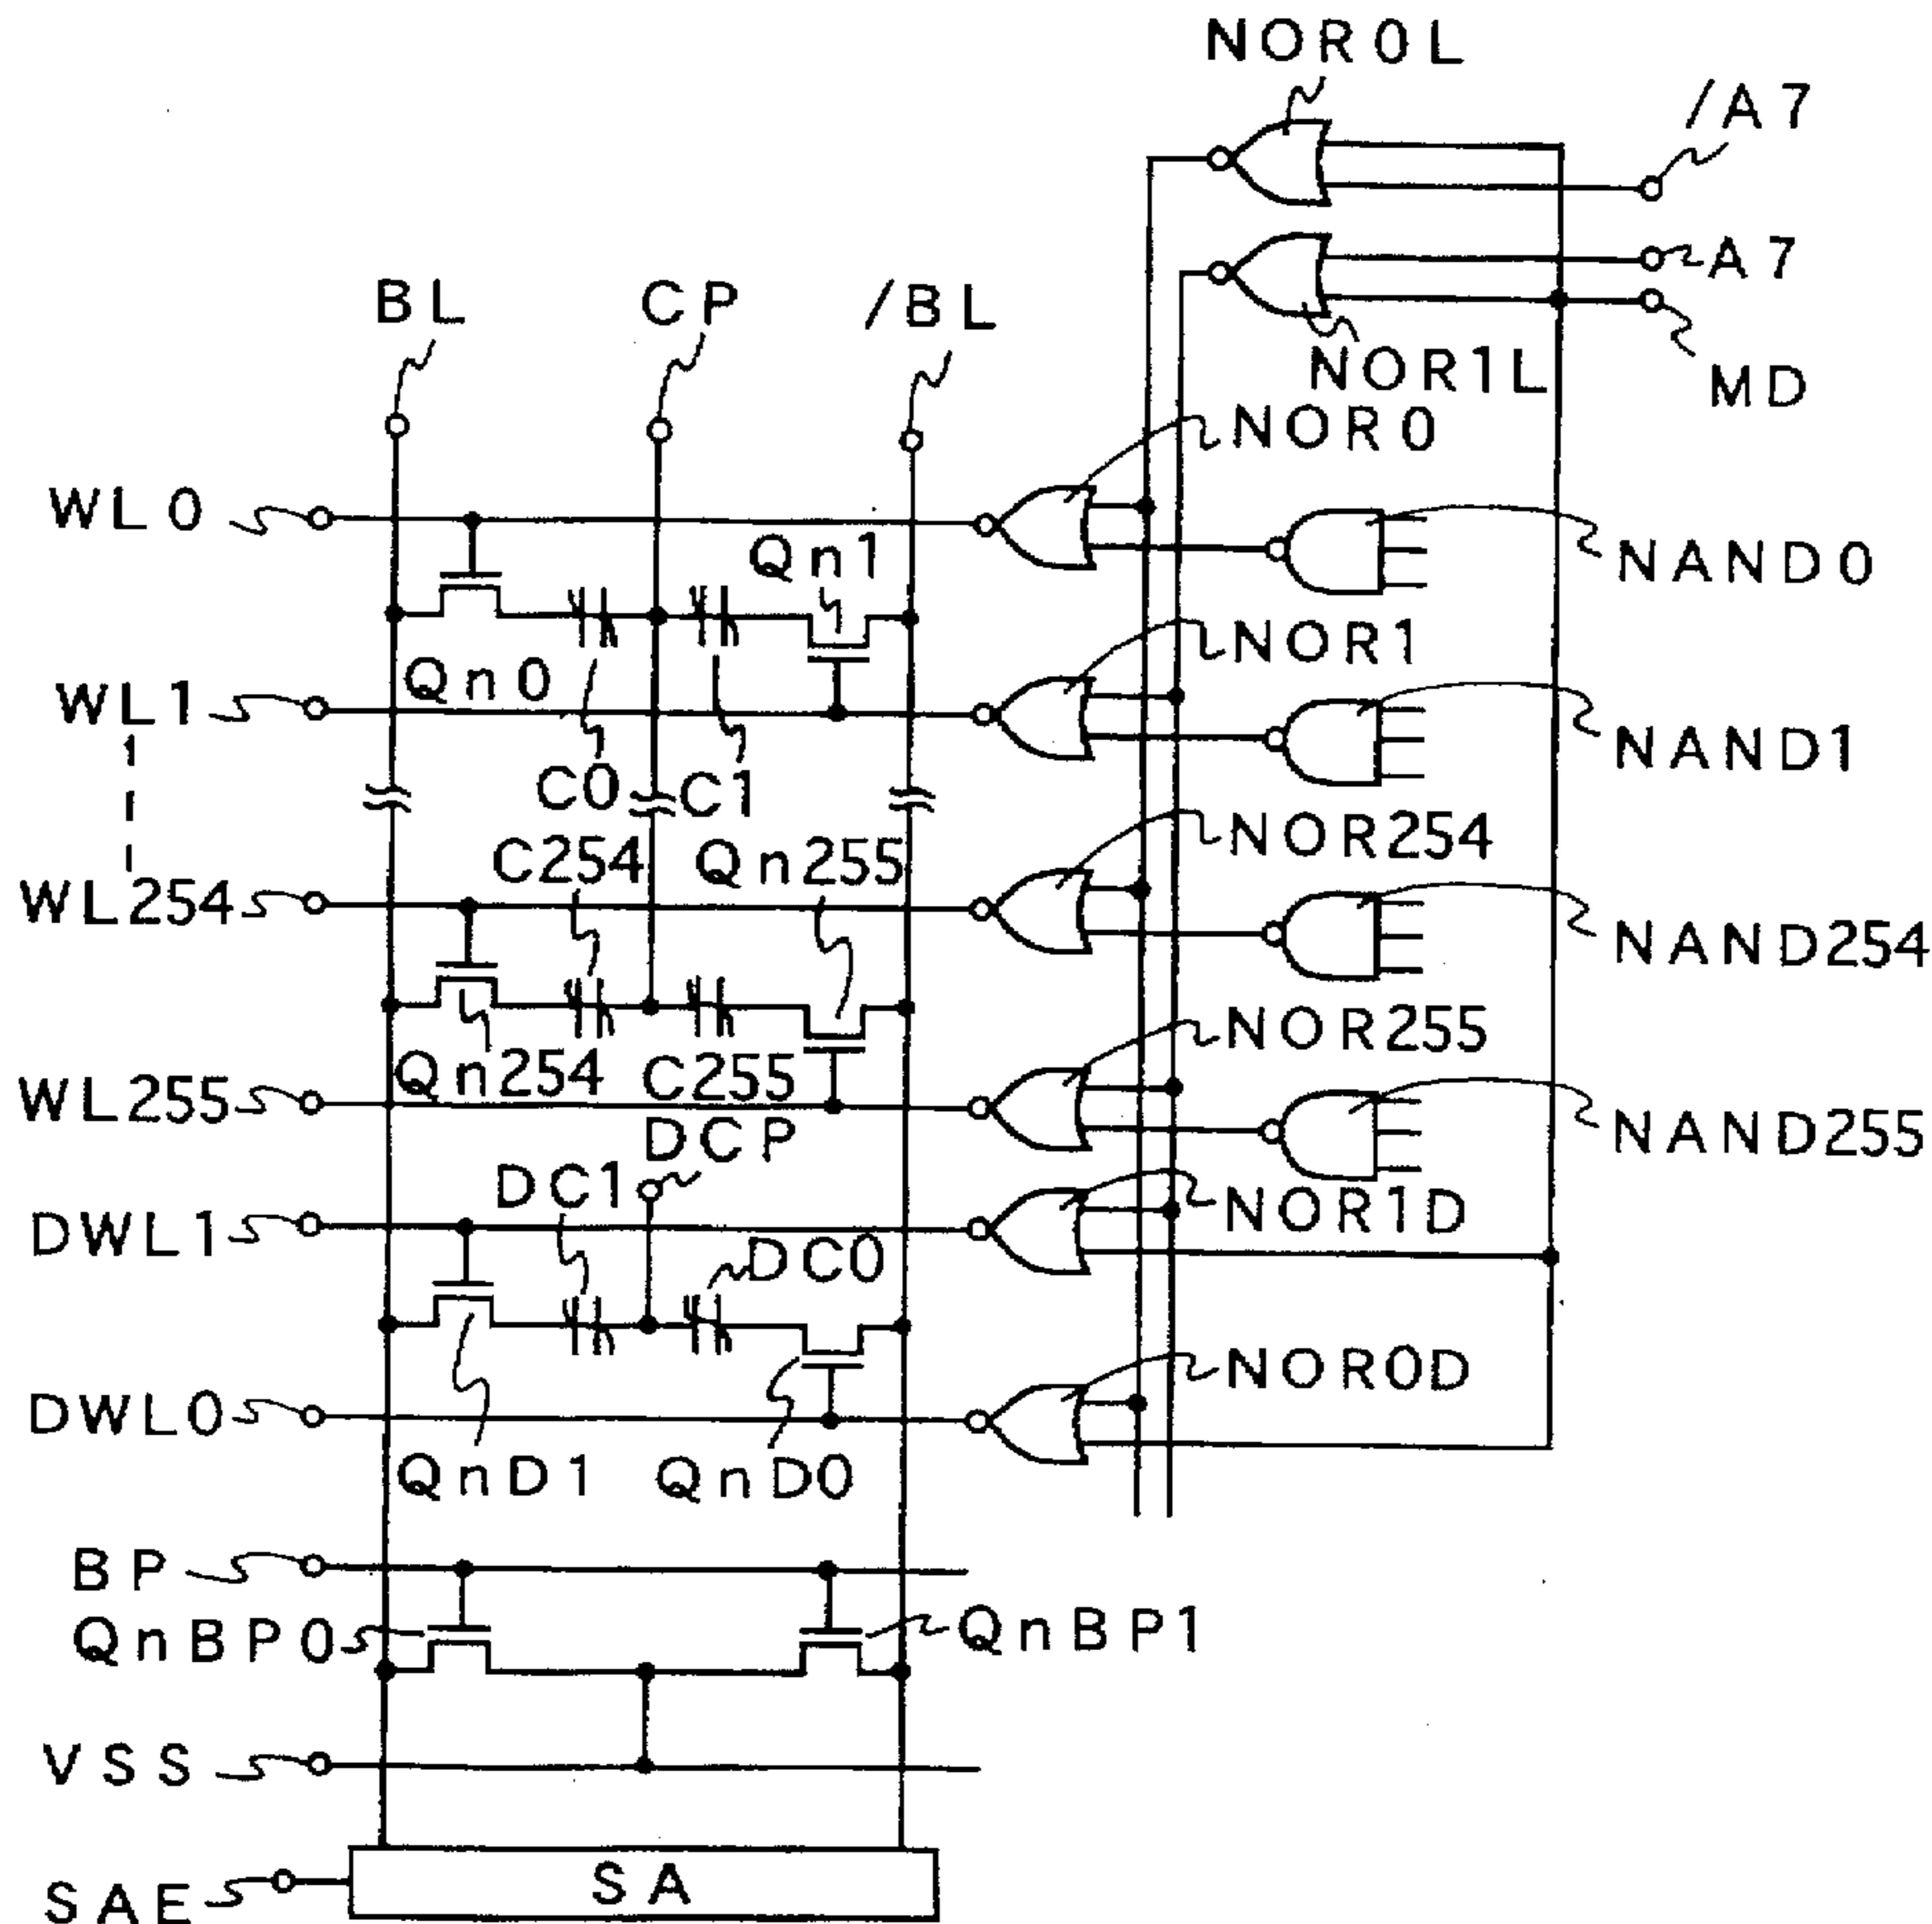 NOR0L
/A7
A7
BL
CP
/BL
NOR1L
MD
NOR0
WL0
Qn1
NAND0
NOR1
Qn0
WL1
NAND1
C0
C1
NOR254
C254
Qn255
WL254
NAND254
NOR255
Qn254
C255
WL255
NAND255
DCP
DC1
NOR1D
DWL1
DC0
NOR0D
DWL0
QnD1
QnD0
BP
QnBP0
QnBP1
VSS
SA
SAE